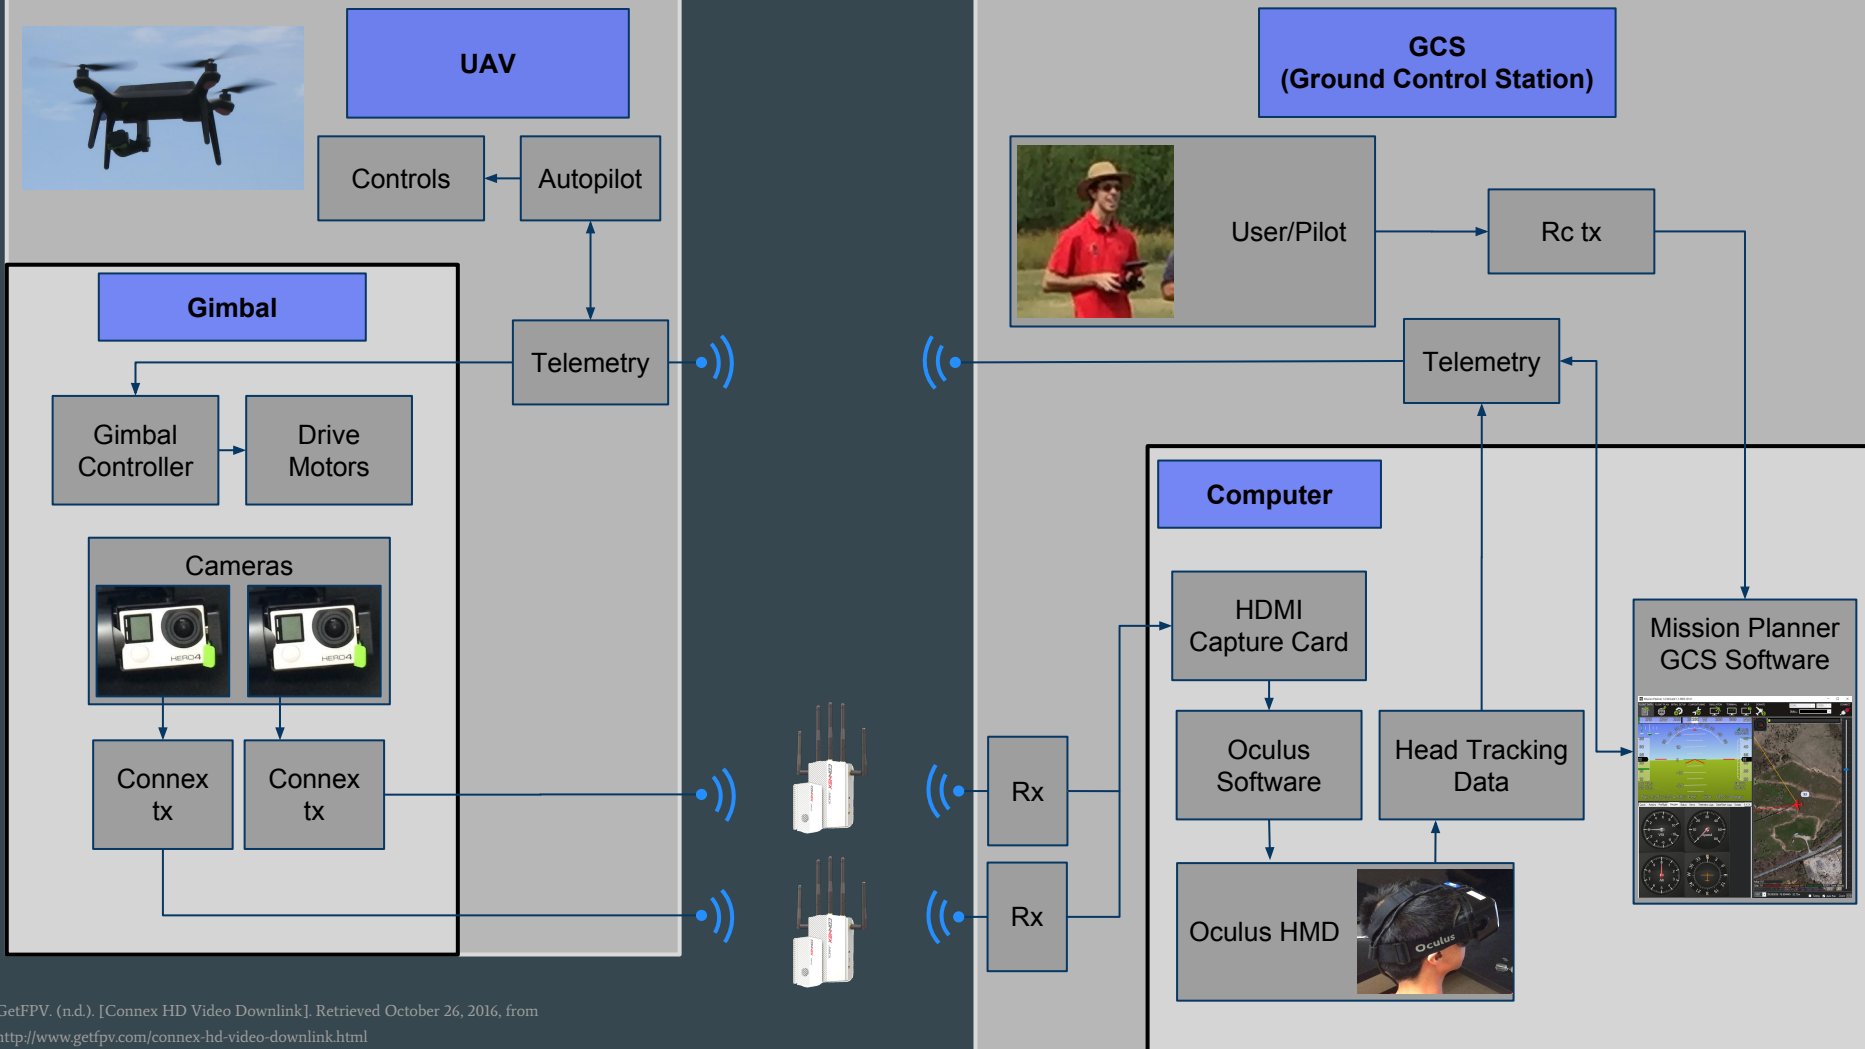 UAV
GCS
(Ground Control Station)
Controls
Autopilot
User/Pilot
Rc tx
Gimbal
Telemetry
Telemetry
Gimbal
Controller
Drive
Motors
Computer
Cameras
HERO4
HERO4
HDMI
Capture Card
Mission Planner
GCS Software
Connex
tx
Connex
tx
Rx
Oculus
Software
Head Tracking
Data
Rx
Oculus HMD
Oculus
GetFPV. (n.d.). [Connex HD Video Downlink]. Retrieved October 26, 2016, from
http://www.getfpv.com/connex-hd-video-downlink.html